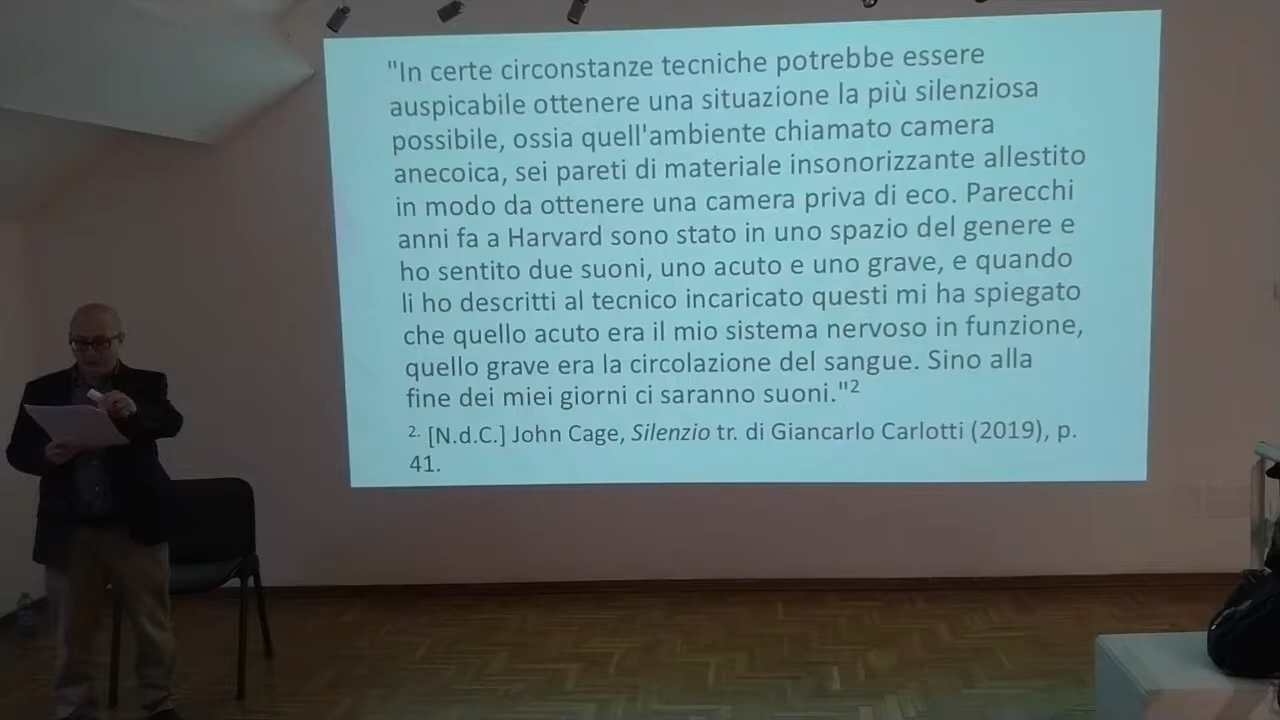 "In certe circonstanze tecniche potrebbe essere
auspicabile ottenere una situazione la più silenziosa
possibile, ossia quell'ambiente chiamato camera
anecoica, sei pareti di materiale insonorizzante allestito
in modo da ottenere una camera priva di eco. Parecchi
anni fa a Harvard sono stato in uno spazio del genere e
ho sentito due suoni, uno acuto e uno grave, e quando
li ho descritti al tecnico incaricato questi mi ha spiegato
che quello acuto era il mio sistema nervoso in funzione,
quello grave era la circolazione del sangue. Sino alla
fine dei miei giorni ci saranno suoni."2
2. [N.d.C.] John Cage, Silenzio tr. di Giancarlo Carlotti (2019), p.
41.